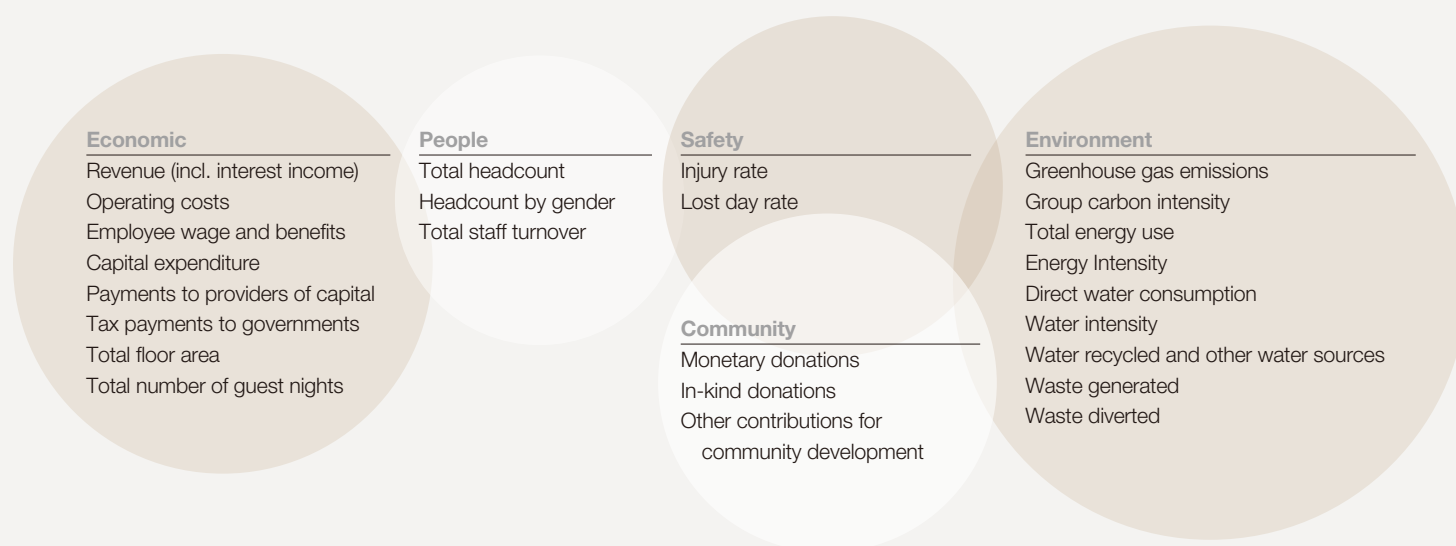 Economic
Revenue (incl. interest income)
Operating costs
Employee wage and benefits
Capital expenditure
Payments to providers of capital
Tax payments to governments
Total floor area
Total number of guest nights
People
Total headcount
Headcount by gender
Total staff turnover
Safety
Injury rate
Lost day rate
Community
Monetary donations
In-kind donations
Other contributions for
community development
Environment
Greenhouse gas emissions
Group carbon intensity
Total energy use
Energy Intensity
Direct water consumption
Water intensity
Water recycled and other water sources
Waste generated
Waste diverted